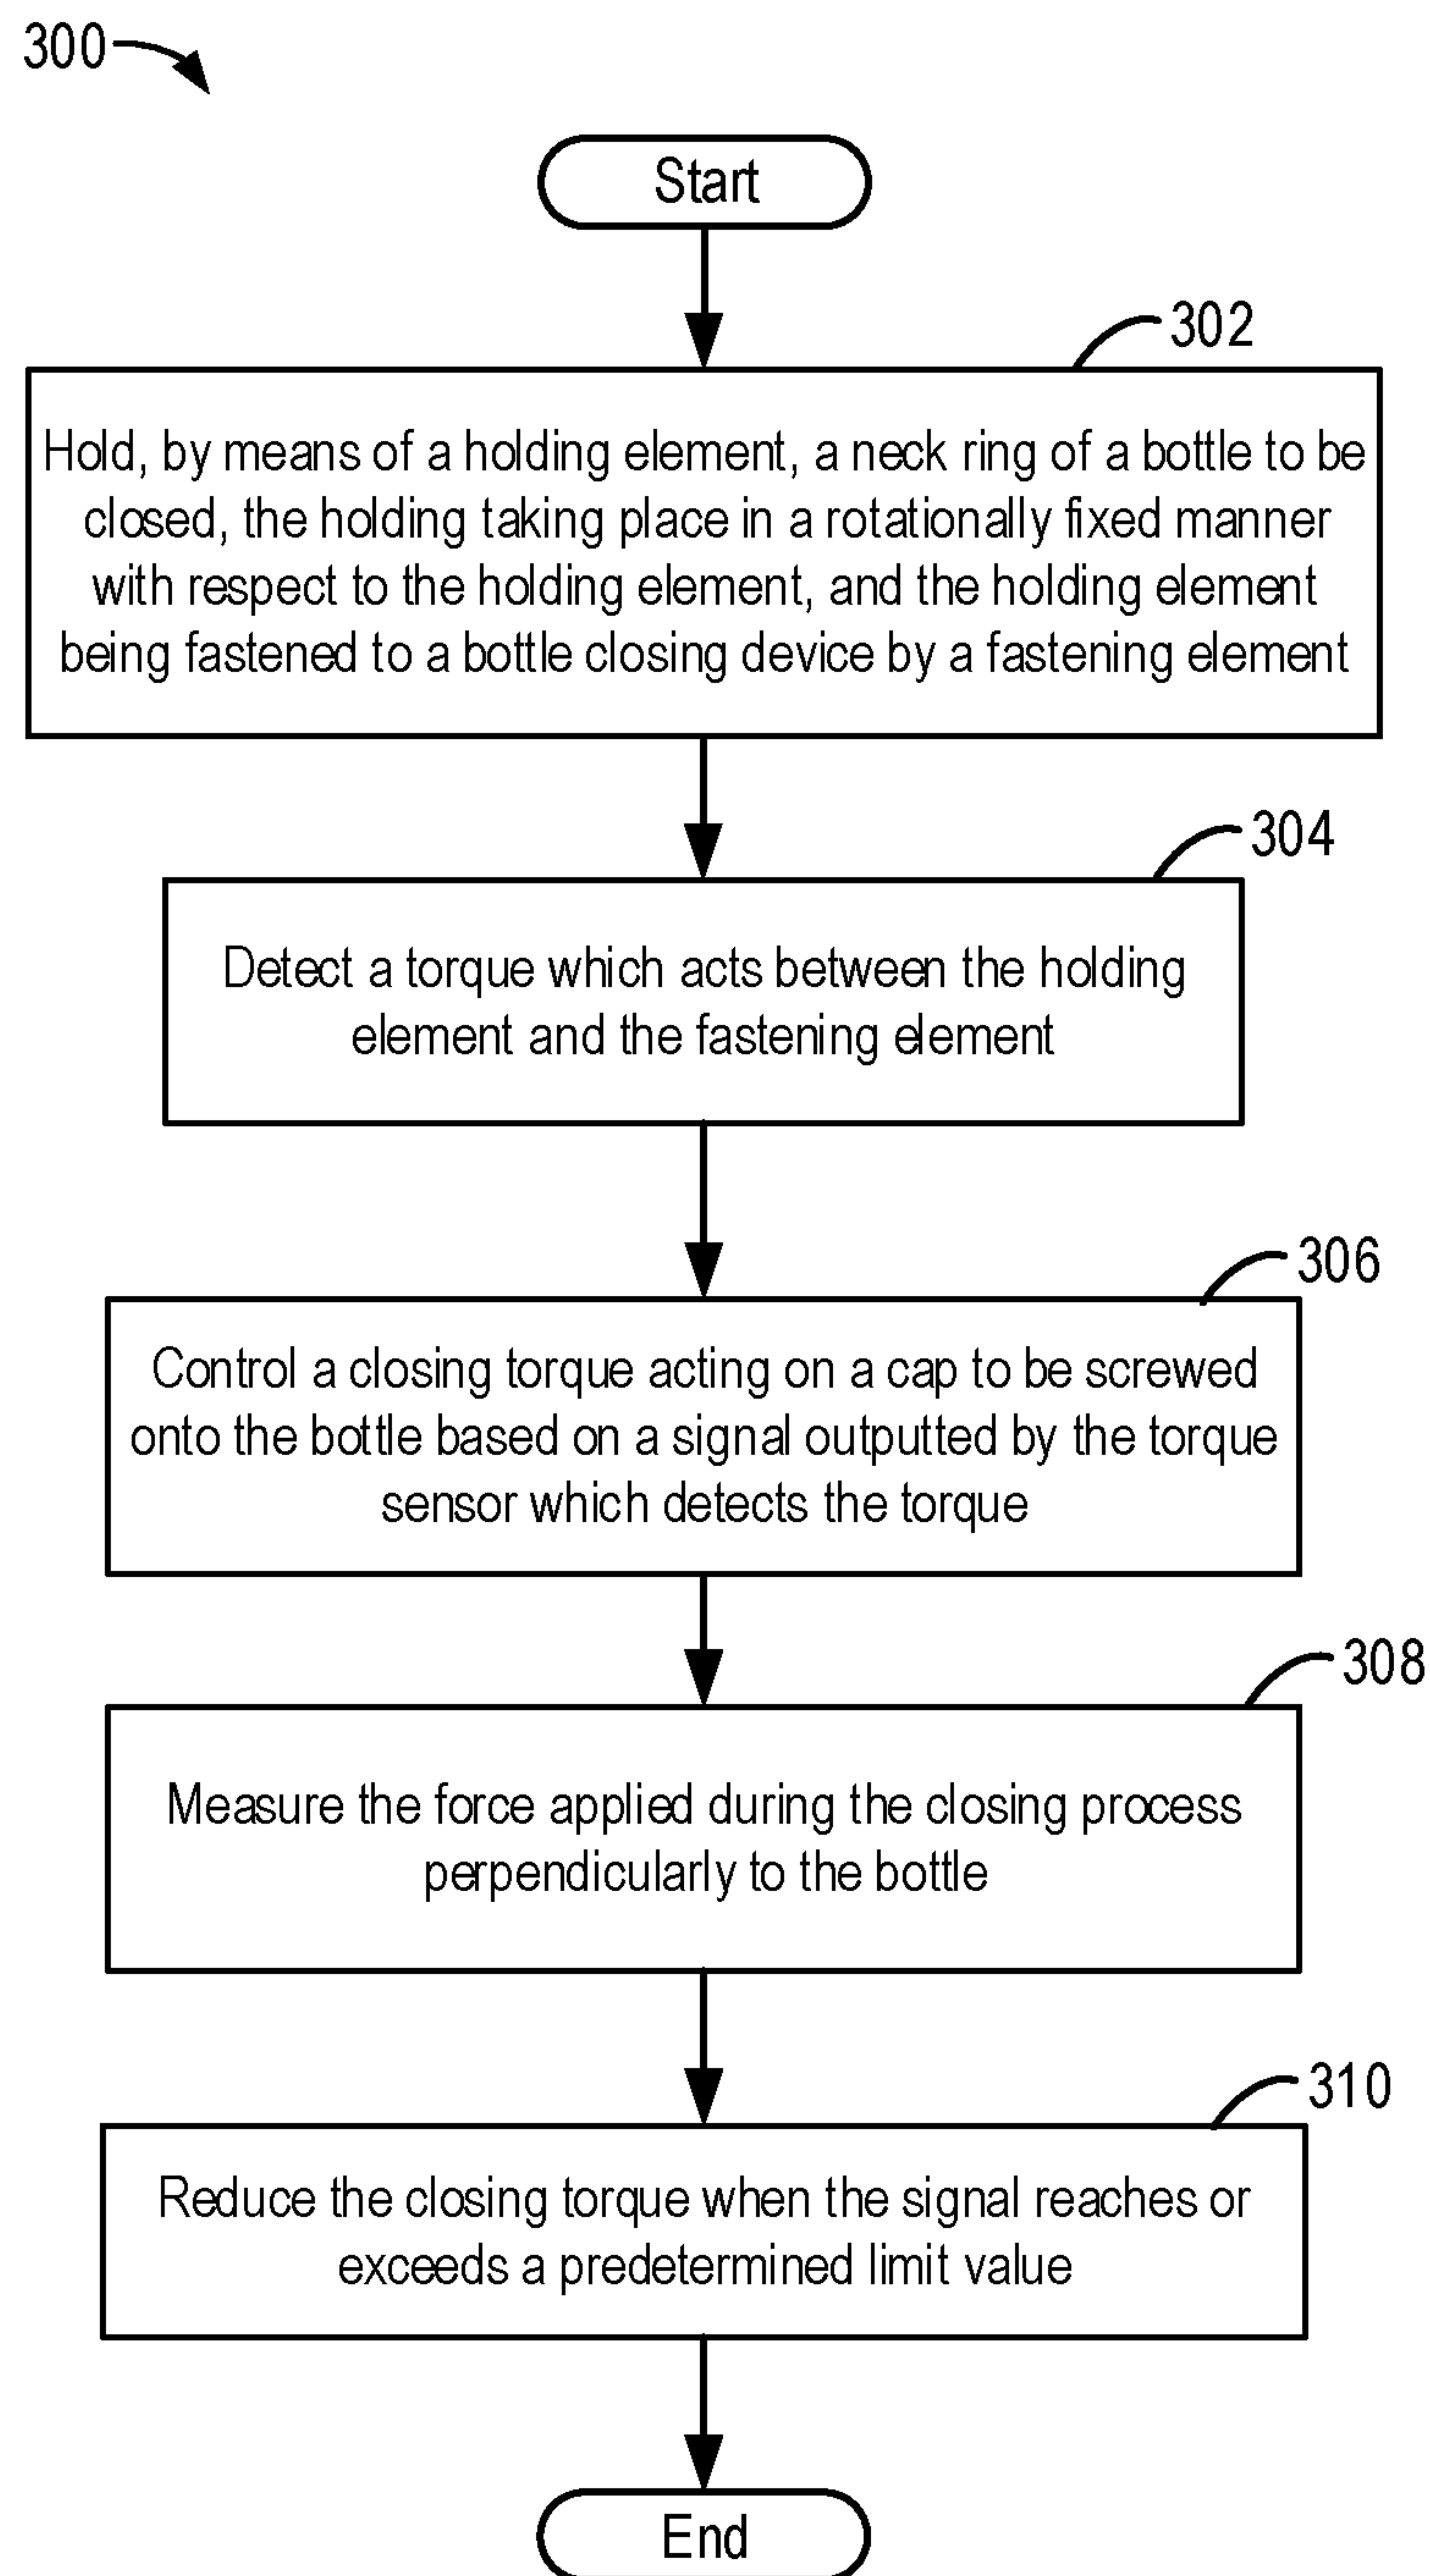 300
Start
302
Hold, by means of a holding element, a neck ring of a bottle to be
closed, the holding taking place in a rotationally fixed manner
with respect to the holding element, and the holding element
being fastened to a bottle closing device by a fastening element
304
Detect a torque which acts between the holding
element and the fastening element
306
Control a closing torque acting on a cap to be screwed
onto the bottle based on a signal outputted by the torque
sensor which detects the torque
308
Measure the force applied during the closing process
perpendicularly to the bottle
310
Reduce the closing torque when the signal reaches or
exceeds a predetermined limit value
End